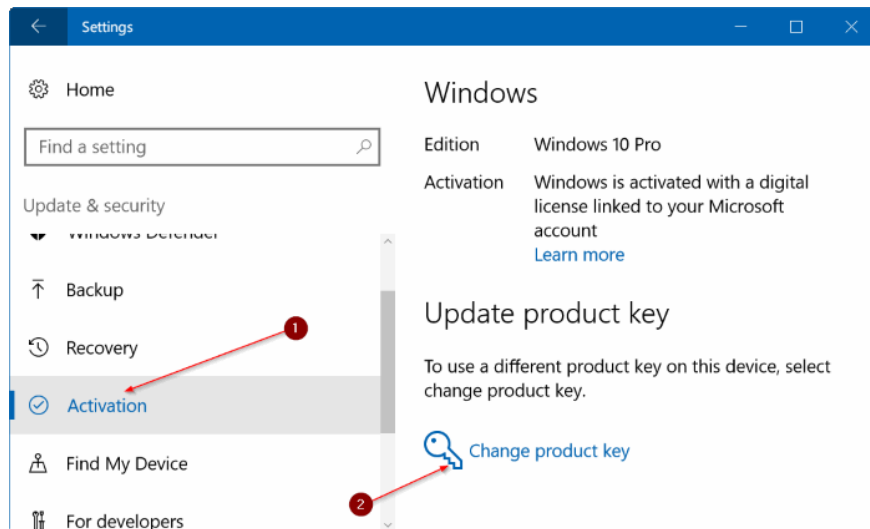 Settings
Home
Find a setting
Update & security
Windows Defender
Backup
Recovery
1
Activation
Find My Device
2
For developers
Windows
Edition Windows 10 Pro
Activation Windows is activated with a digital
license linked to your Microsoft
account
Learn more
Update product key
To use a different product key on this device, select
change product key.
Change product key